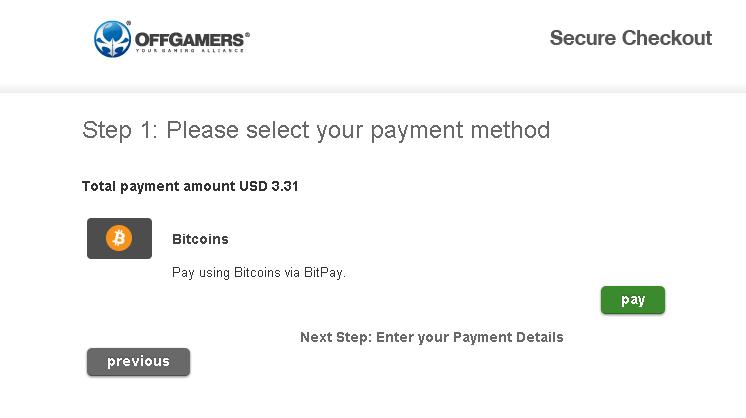 OFFGAMERS®
YOUR GAMING ALLIANCE
Secure Checkout
Step 1: Please select your payment method
Total payment amount USD 3.31
Bitcoins
Pay using Bitcoins via BitPay.
pay
Next Step: Enter your Payment Details
previous